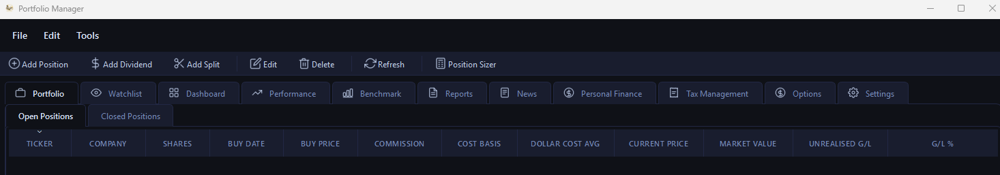 Portfolio Manager
File Edit Tools
Add Position Add Dividend Add Split Edit Delete Refresh Position Sizer
Portfolio Watchlist Dashboard Performance Benchmark Reports News Personal Finance Tax Management Options Settings
Open Positions Closed Positions
TICKER COMPANY SHARES BUY DATE BUY PRICE COMMISSION COST BASIS DOLLAR COST AVG CURRENT PRICE MARKET VALUE UNREALISED G/L G/L %